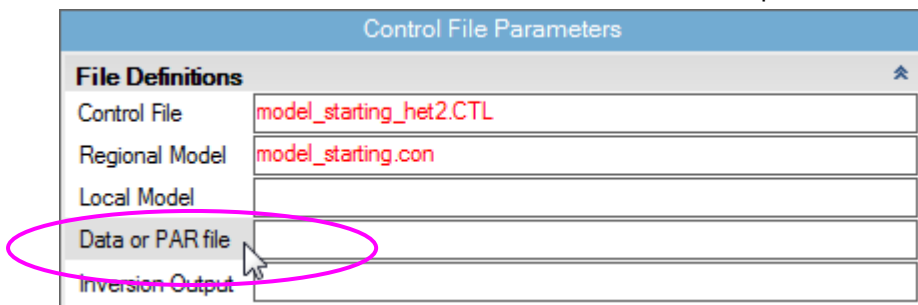 Control File Parameters
File Definitions
Control File model_starting_het2.CTL
Regional Model model_starting.con
Local Model
Data or PAR file
Inversion Output